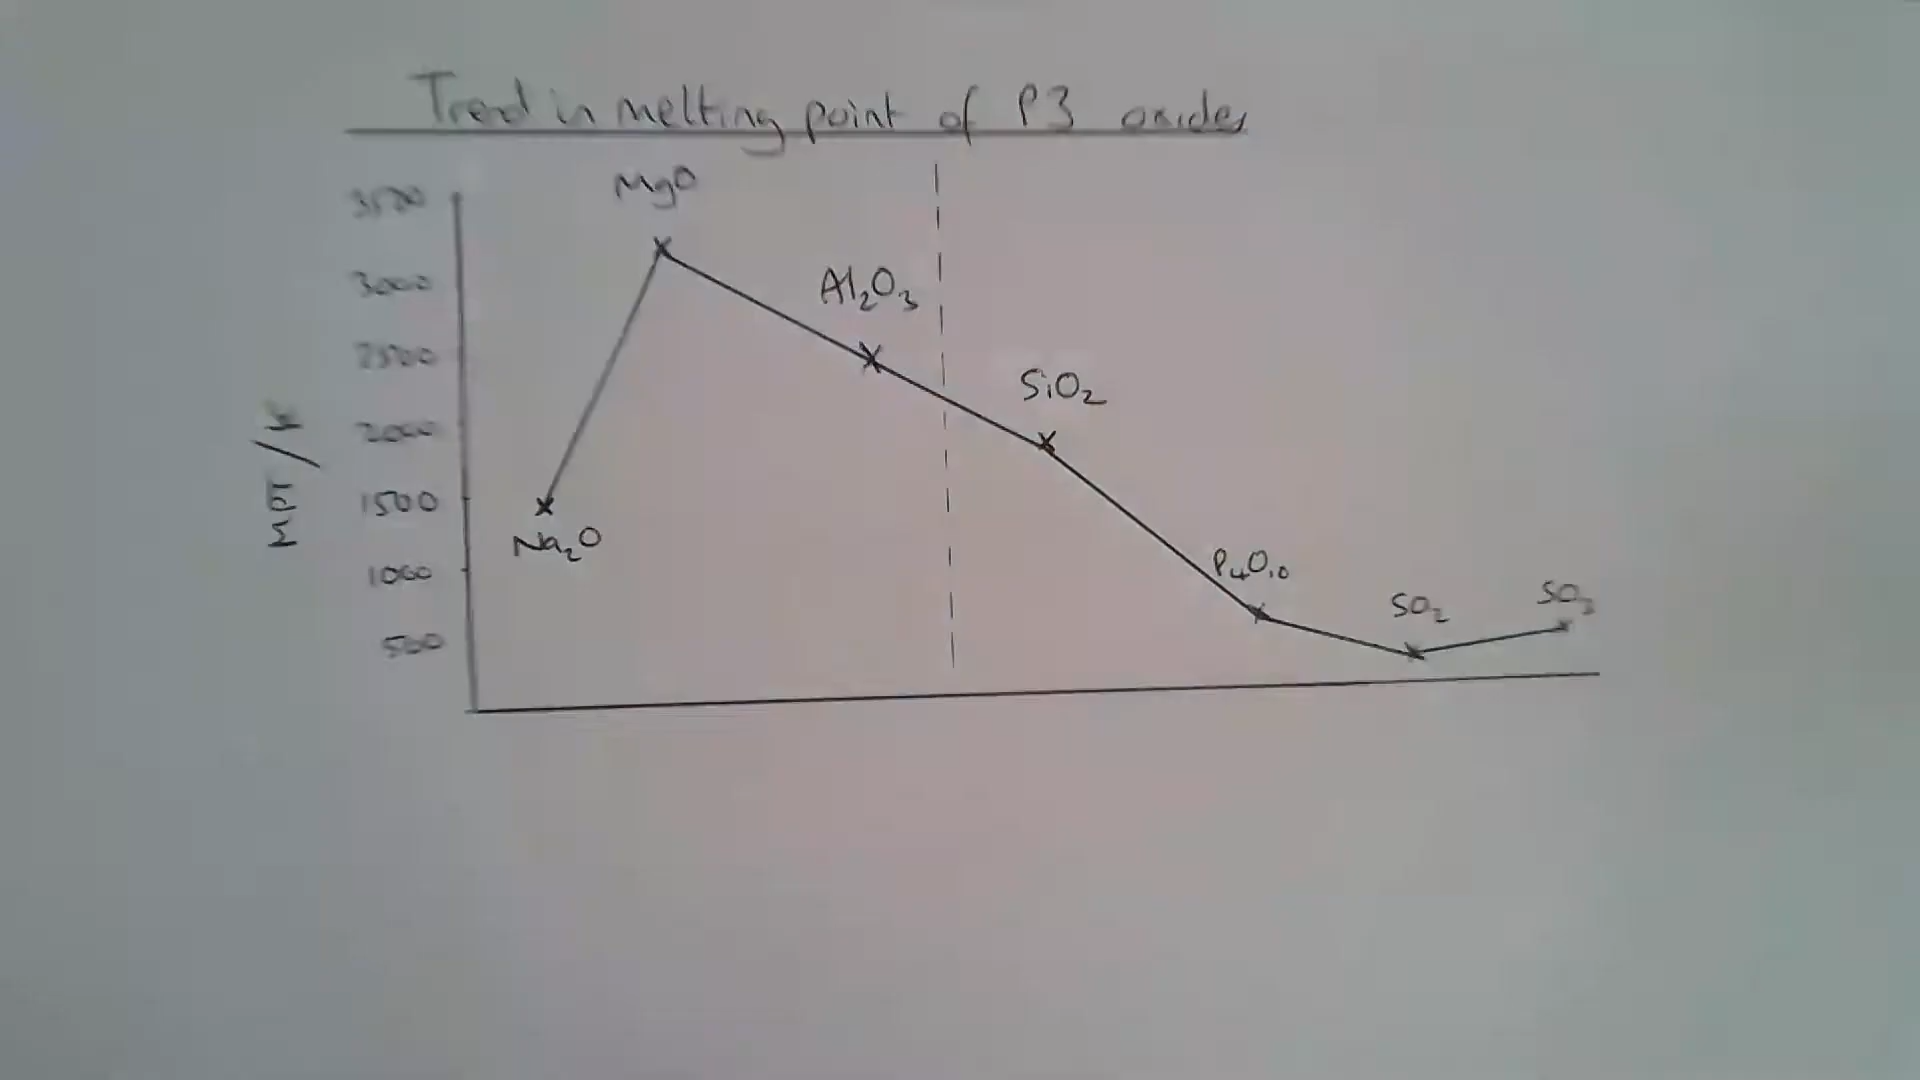 Trend in melting point of P3 oxides
MgO
3500
Al₂O₃
3000
2500
SiO₂
2000
MPT / K
1500
Na₂O
1000
P₄O₁₀
SO₂
SO₃
500